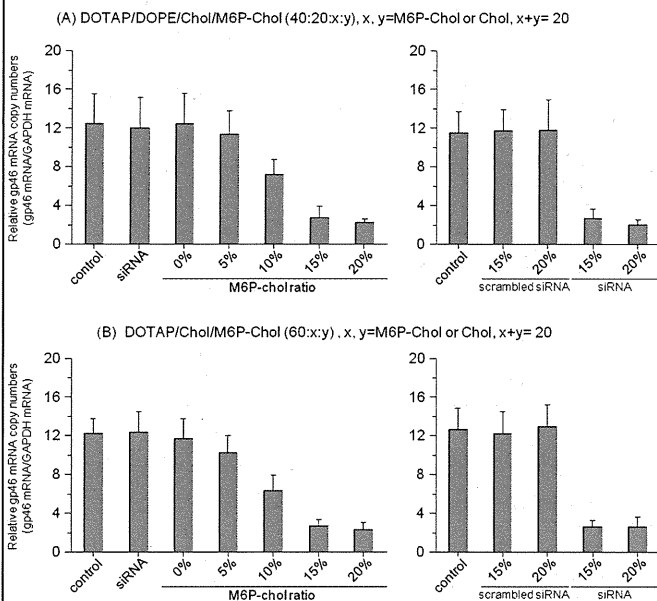 (A) DOTAP/DOPE/Chol/M6P-Chol (40:20:x:y), x, y=M6P-Chol or Chol, x+y= 20
Relative gp46 mRNA copy numbers
(gp46 mRNA/GAPDH mRNA)
20
16
12
8
4
0
control
siRNA
0%
5%
10%
15%
20%
M6P-chol ratio
20
16
12
8
4
0
control
15%
20%
15%
20%
scrambled siRNA
siRNA
(B) DOTAP/Chol/M6P-Chol (60:x:y) , x, y=M6P-Chol or Chol, x+y= 20
Relative gp46 mRNA copy numbers
(gp46 mRNA/GAPDH mRNA)
20
16
12
8
4
0
control
siRNA
0%
5%
10%
15%
20%
M6P-chol ratio
20
16
12
8
4
0
control
15%
20%
15%
20%
scrambled siRNA
siRNA